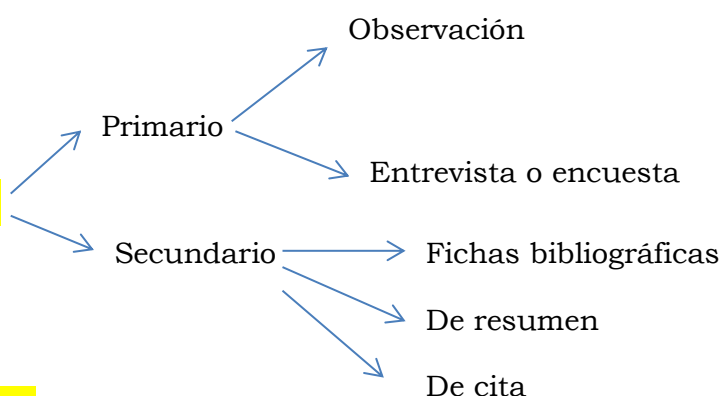 Observación
Primario
Entrevista o encuesta
Secundario
Fichas bibliográficas
De resumen
De cita